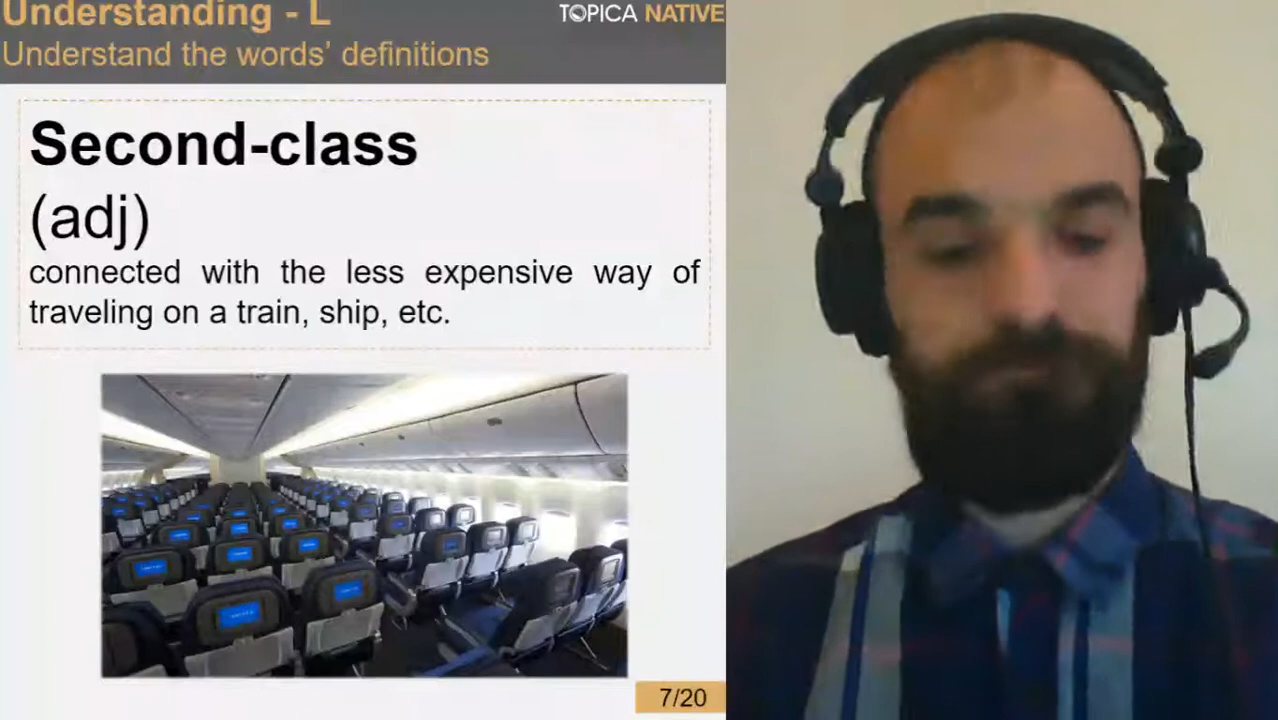 Understanding - L
TOPICA NATIVE
Understand the words’ definitions
Second-class
(adj)
connected with the less expensive way of
traveling on a train, ship, etc.
7/20